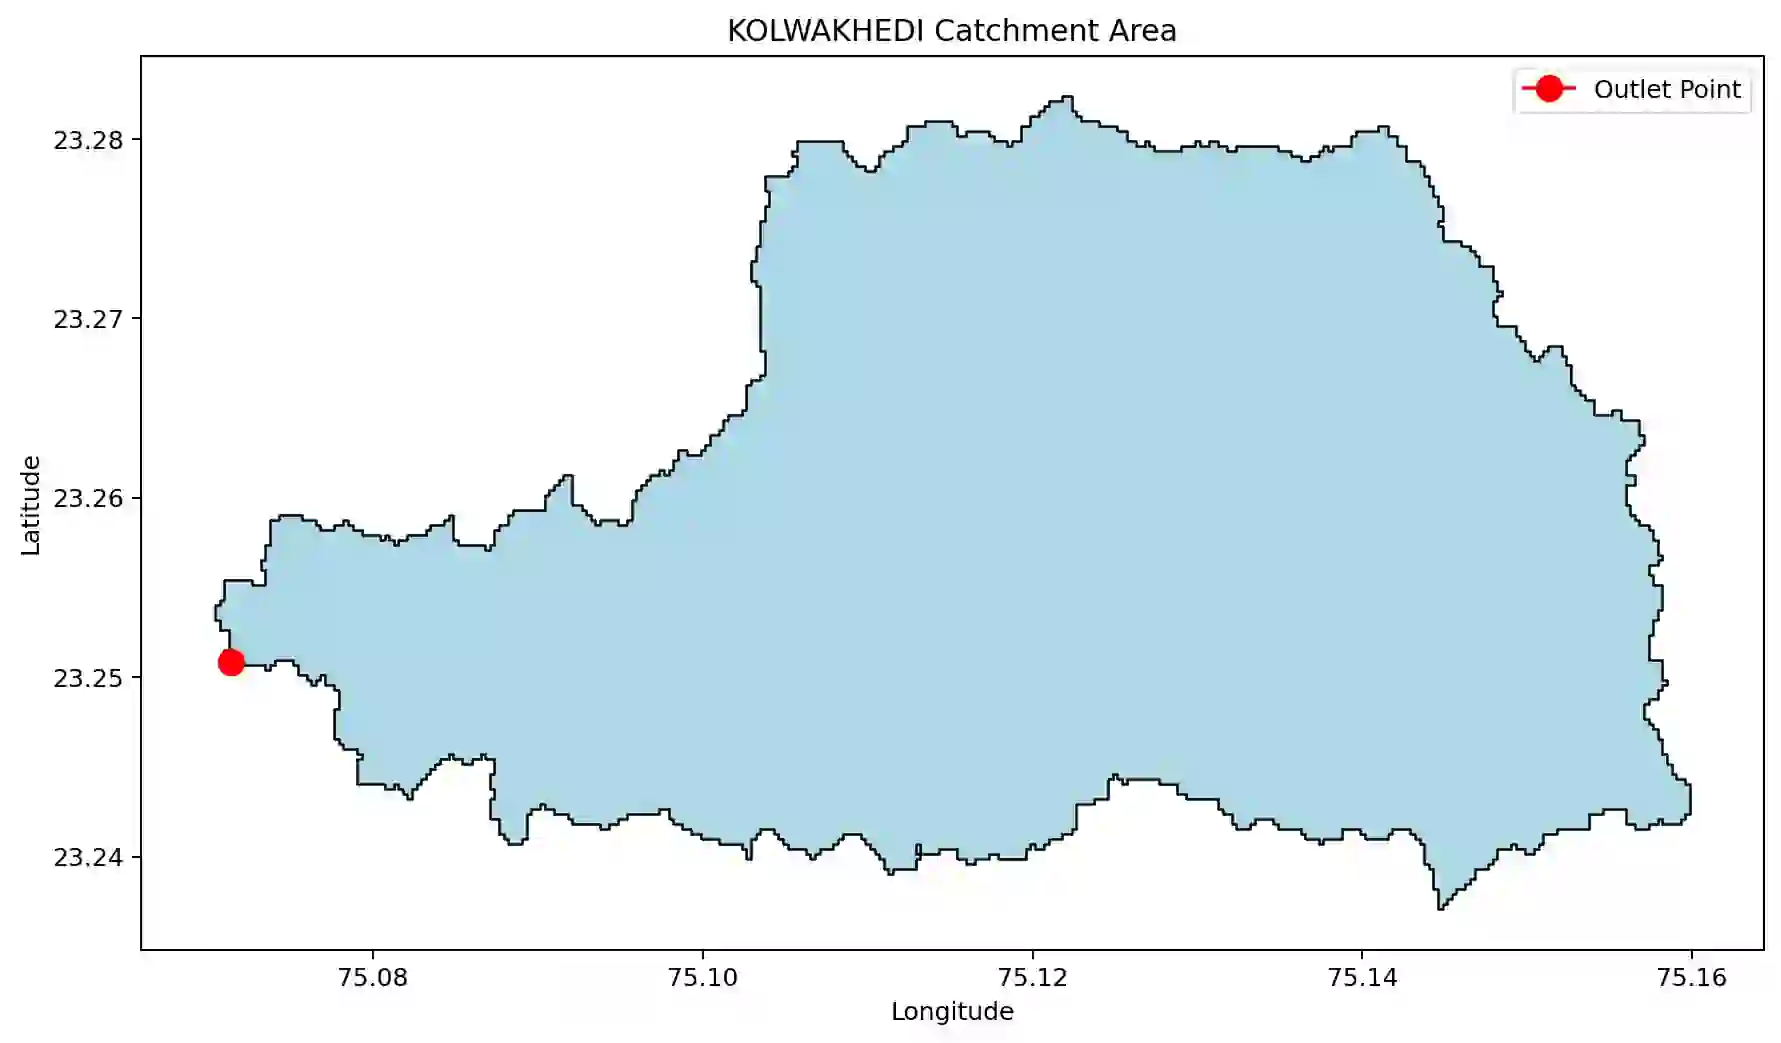 KOLWAKHEDI Catchment Area
Outlet Point
23.28
23.27
23.26
23.25
23.24
Latitude
75.08 75.10 75.12 75.14 75.16
Longitude